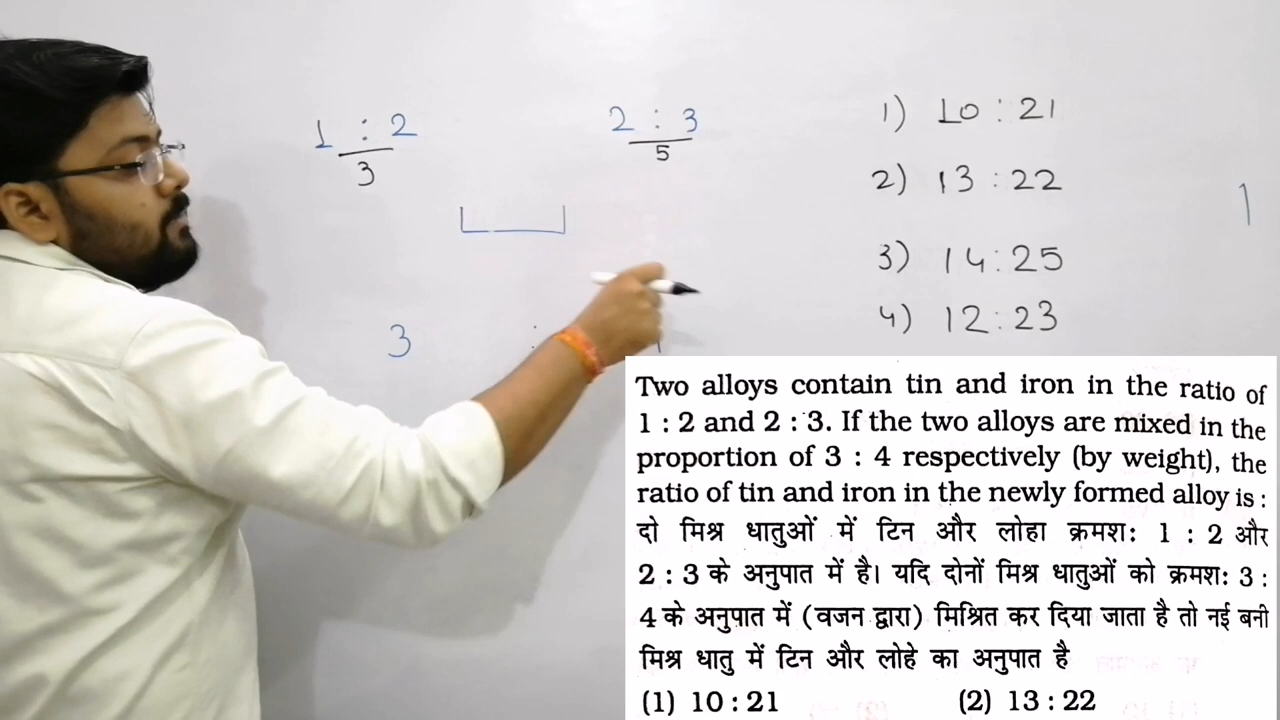 1 : 2
3
2 : 3
5
3 :
1) 10 : 21
2) 13 : 22
3) 14 : 25
4) 12 : 23
1
Two alloys contain tin and iron in the ratio of
1 : 2 and 2 : 3. If the two alloys are mixed in the
proportion of 3 : 4 respectively (by weight), the
ratio of tin and iron in the newly formed alloy is :
दो मिश्र धातुओं में टिन और लोहा क्रमश: 1 : 2 और
2 : 3 के अनुपात में है। यदि दोनों मिश्र धातुओं को क्रमश: 3 :
4 के अनुपात में (वजन द्वारा) मिश्रित कर दिया जाता है तो नई बनी
मिश्र धातु में टिन और लोहे का अनुपात है
(1) 10 : 21 (2) 13 : 22